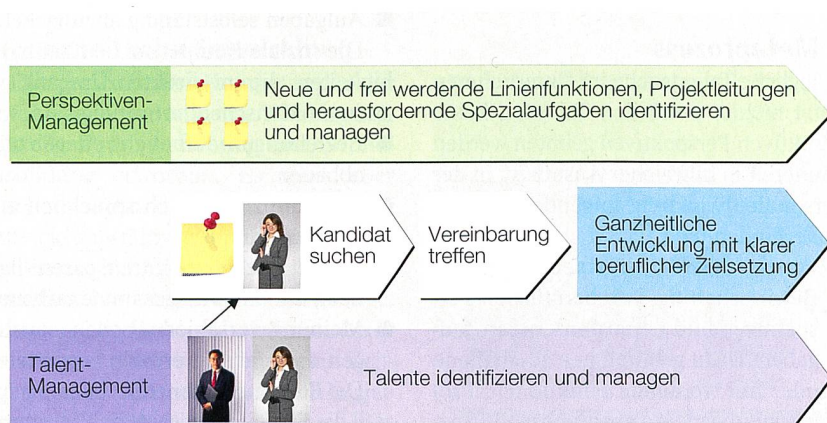 Perspektiven-
Management
Neue und frei werdende Linienfunktionen, Projektleitungen
und herausfordernde Spezialaufgaben identifizieren
und managen
Kandidat
suchen
Vereinbarung
treffen
Ganzheitliche
Entwicklung mit klarer
beruflicher Zielsetzung
Talent-
Management
Talente identifizieren und managen